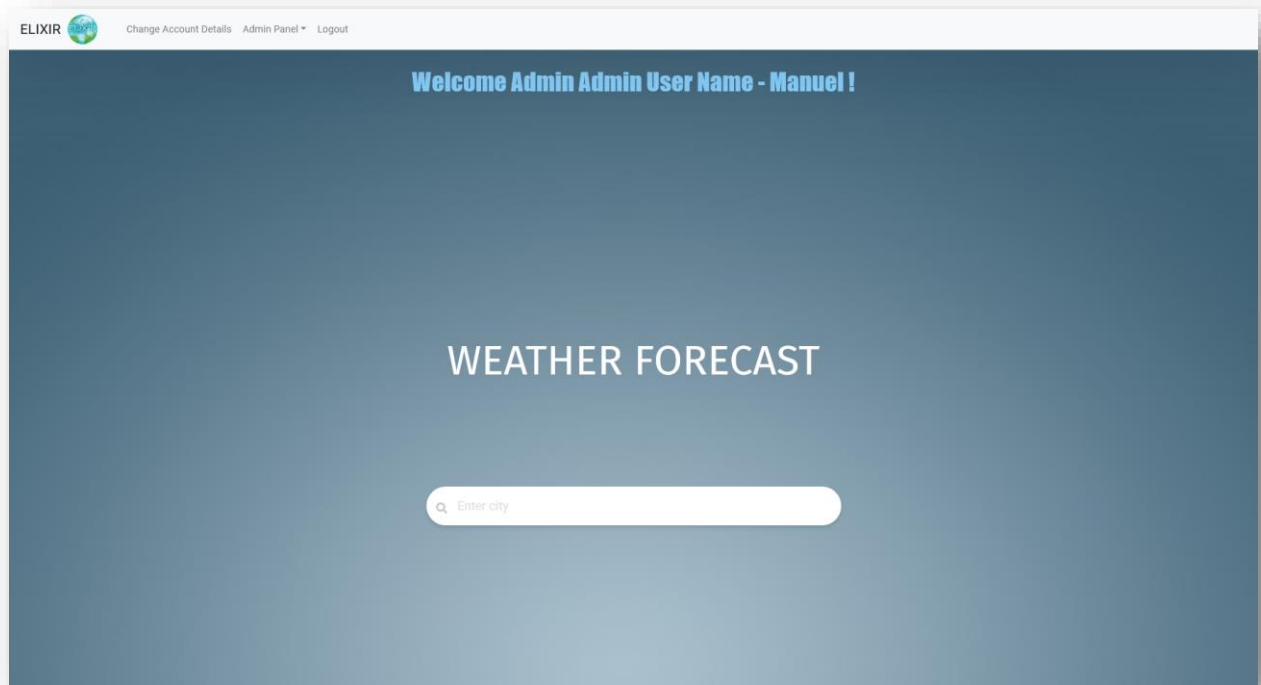 ELIXIR Change Account Details Admin Panel Logout
Welcome Admin Admin User Name - Manuel !
WEATHER FORECAST
Enter city